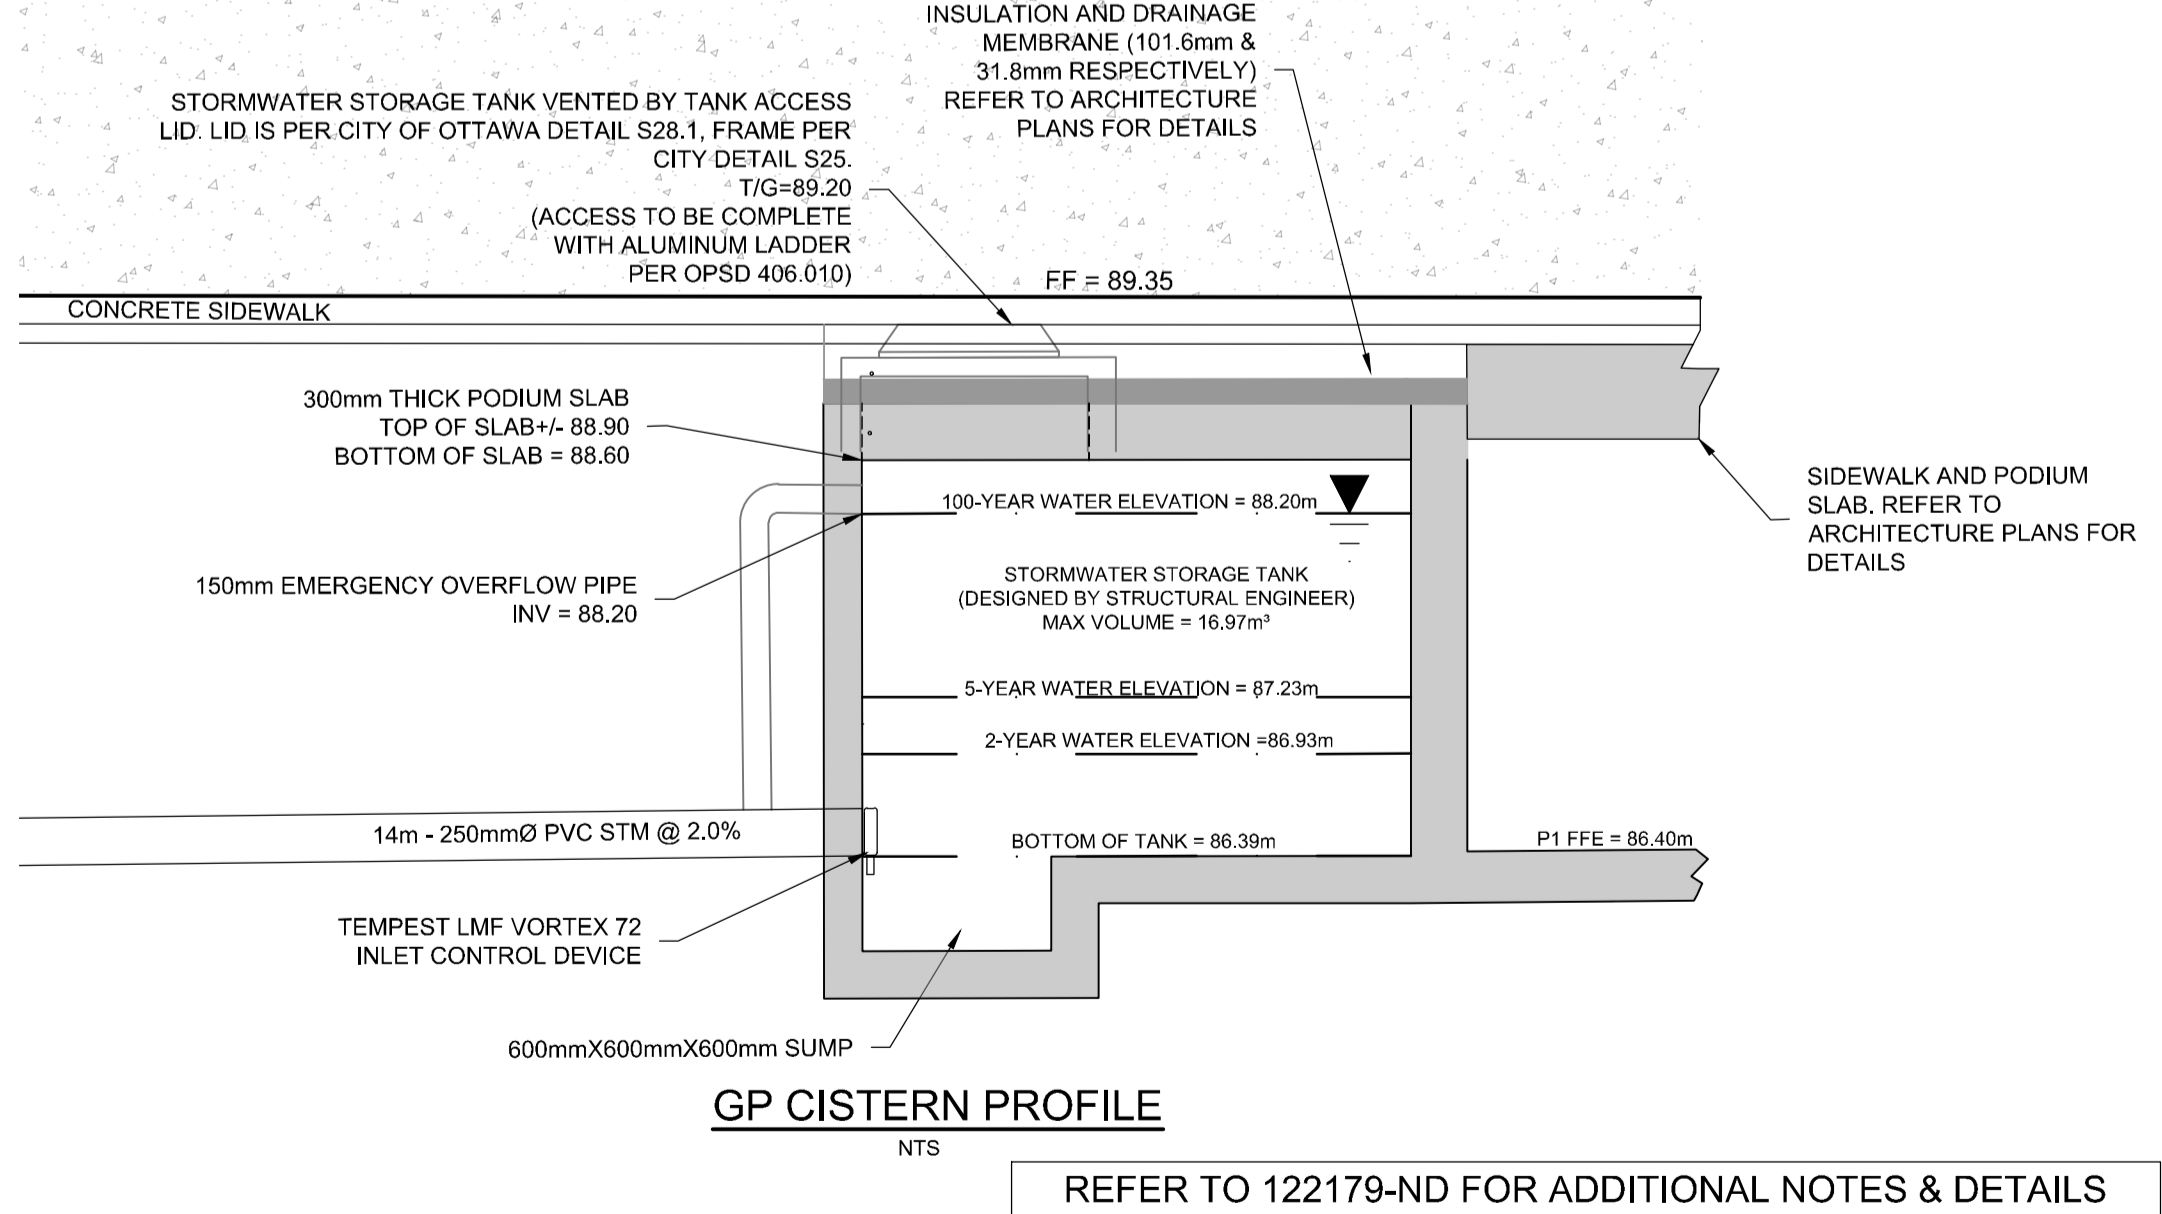 INSULATION AND DRAINAGE
MEMBRANE (101.6mm &
31.8mm RESPECTIVELY)
REFER TO ARCHITECTURE
PLANS FOR DETAILS
STORMWATER STORAGE TANK VENTED BY TANK ACCESS
LID. LID IS PER CITY OF OTTAWA DETAIL S28.1, FRAME PER
CITY DETAIL S25.
T/G=89.20
(ACCESS TO BE COMPLETE
WITH ALUMINUM LADDER
PER OPSD 406.010)
FF = 89.35
CONCRETE SIDEWALK
300mm THICK PODIUM SLAB
TOP OF SLAB+/- 88.90
BOTTOM OF SLAB = 88.60
100-YEAR WATER ELEVATION = 88.20m
SIDEWALK AND PODIUM
SLAB. REFER TO
ARCHITECTURE PLANS FOR
DETAILS
150mm EMERGENCY OVERFLOW PIPE
INV = 88.20
STORMWATER STORAGE TANK
(DESIGNED BY STRUCTURAL ENGINEER)
MAX VOLUME = 16.97m³
5-YEAR WATER ELEVATION = 87.23m
2-YEAR WATER ELEVATION =86.93m
14m - 250mmØ PVC STM @ 2.0%
BOTTOM OF TANK = 86.39m
P1 FFE = 86.40m
TEMPEST LMF VORTEX 72
INLET CONTROL DEVICE
600mmX600mmX600mm SUMP
GP CISTERN PROFILE
NTS
REFER TO 122179-ND FOR ADDITIONAL NOTES & DETAILS